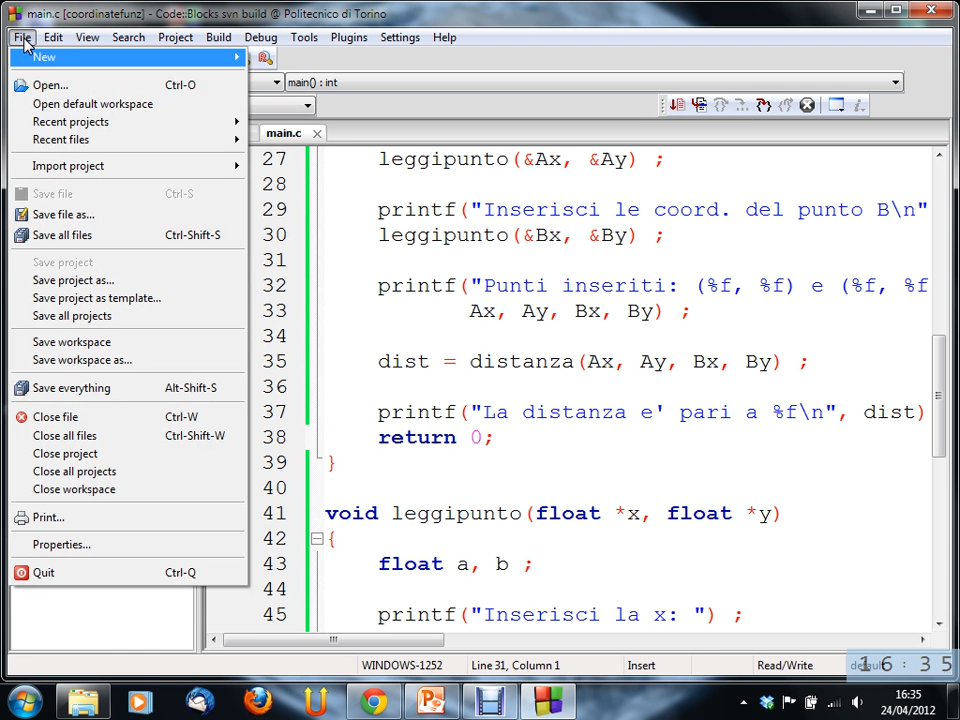 main.c [coordinatefunz] - Code::Blocks svn build @ Politecnico di Torino
File Edit View Search Project Build Debug Tools Plugins Settings Help
New
Open... Ctrl-O
Open default workspace
Recent projects
Recent files
Import project
Save file Ctrl-S
Save file as...
Save all files Ctrl-Shift-S
Save project
Save project as...
Save project as template...
Save all projects
Save workspace
Save workspace as...
Save everything Alt-Shift-S
Close file Ctrl-W
Close all files Ctrl-Shift-W
Close project
Close all projects
Close workspace
Print...
Properties...
Quit Ctrl-Q
main() : int
main.c
27 leggipunto(&Ax, &Ay) ;
28
29 printf("Inserisci le coord. del punto B\n"
30 leggipunto(&Bx, &By) ;
31
32 printf("Punti inseriti: (%f, %f) e (%f, %f
33 Ax, Ay, Bx, By) ;
34
35 dist = distanza(Ax, Ay, Bx, By) ;
36
37 printf("La distanza e' pari a %f\n", dist)
38 return 0;
39 }
40
41 void leggipunto(float *x, float *y)
42 {
43 float a, b ;
44
45 printf("Inserisci la x: ") ;
WINDOWS-1252 Line 31, Column 1 Insert Read/Write
16:35
16:35
24/04/2012